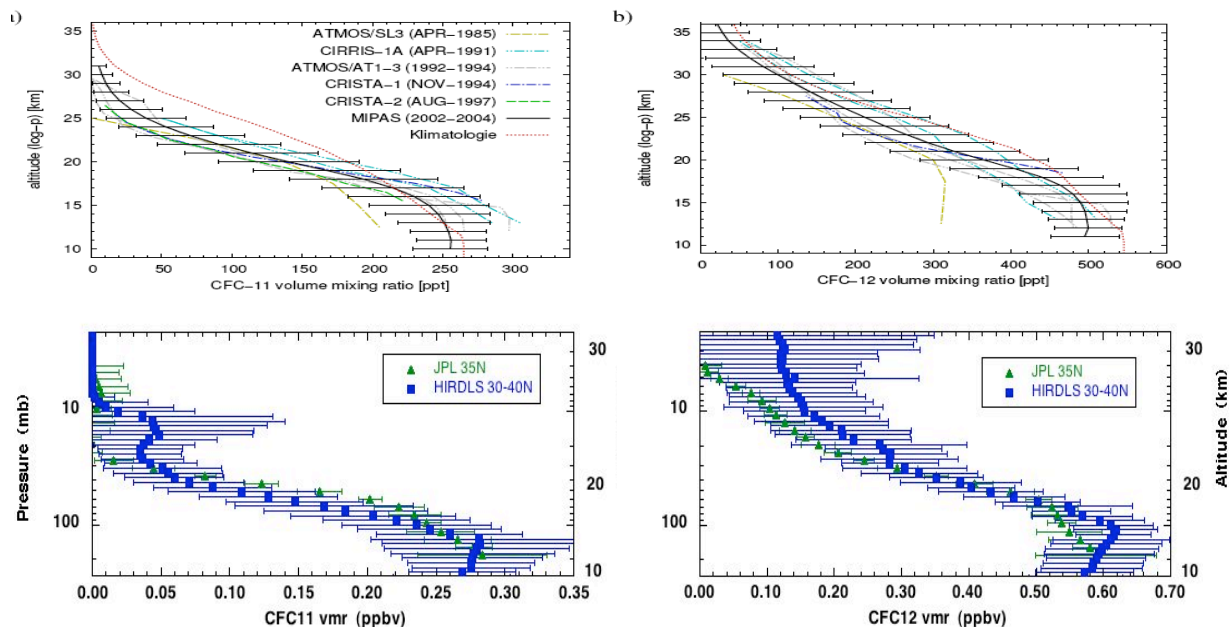 a)
35
30
25
20
15
10
altitude (log−p) [km]
ATMOS/SL3 (APR−1985)
CIRRIS−1A (APR−1991)
ATMOS/AT1−3 (1992−1994)
CRISTA−1 (NOV−1994)
CRISTA−2 (AUG−1997)
MIPAS (2002−2004)
Klimatologie
0 50 100 150 200 250 300
CFC−11 volume mixing ratio [ppt]
b)
35
30
25
20
15
10
altitude (log−p) [km]
0 100 200 300 400 500 600
CFC−12 volume mixing ratio [ppt]
Pressure (mb)
10
100
JPL 35N
HIRDLS 30-40N
30
20
10
0.00 0.05 0.10 0.15 0.20 0.25 0.30 0.35
CFC11 vmr (ppbv)
10
100
JPL 35N
HIRDLS 30-40N
30
20
10
Altitude (km)
0.00 0.10 0.20 0.30 0.40 0.50 0.60 0.70
CFC12 vmr (ppbv)